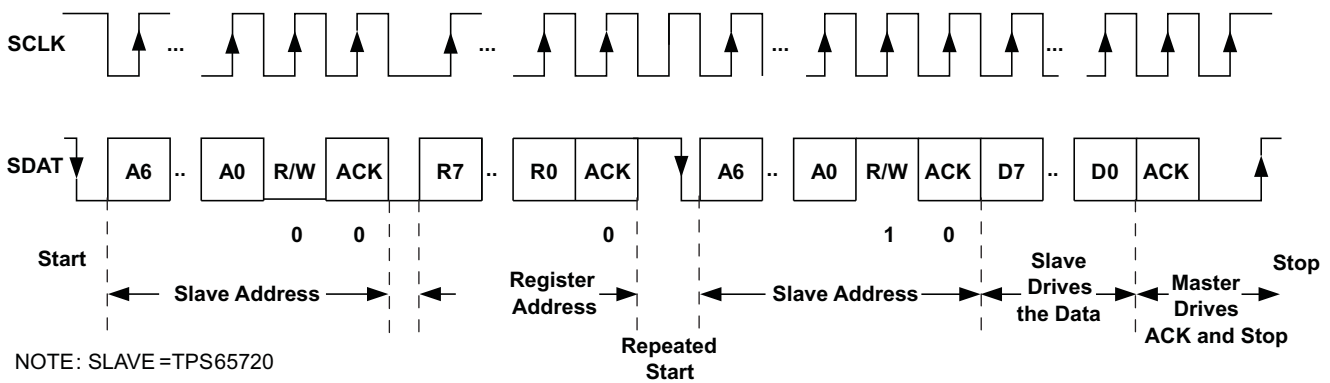 SCLK ... ... ... ...
SDAT A6 .. A0 R/W ACK R7 .. R0 ACK A6 .. A0 R/W ACK D7 .. D0 ACK
0 0 0 1 0
Start
Slave Address
Register
Address
Repeated
Start
Slave Address
Slave
Drives
the Data
Master
Drives
ACK and Stop
Stop
NOTE: SLAVE =TPS65720